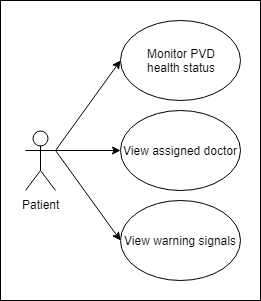 Monitor PVD
health status
View assigned doctor
Patient
View warning signals